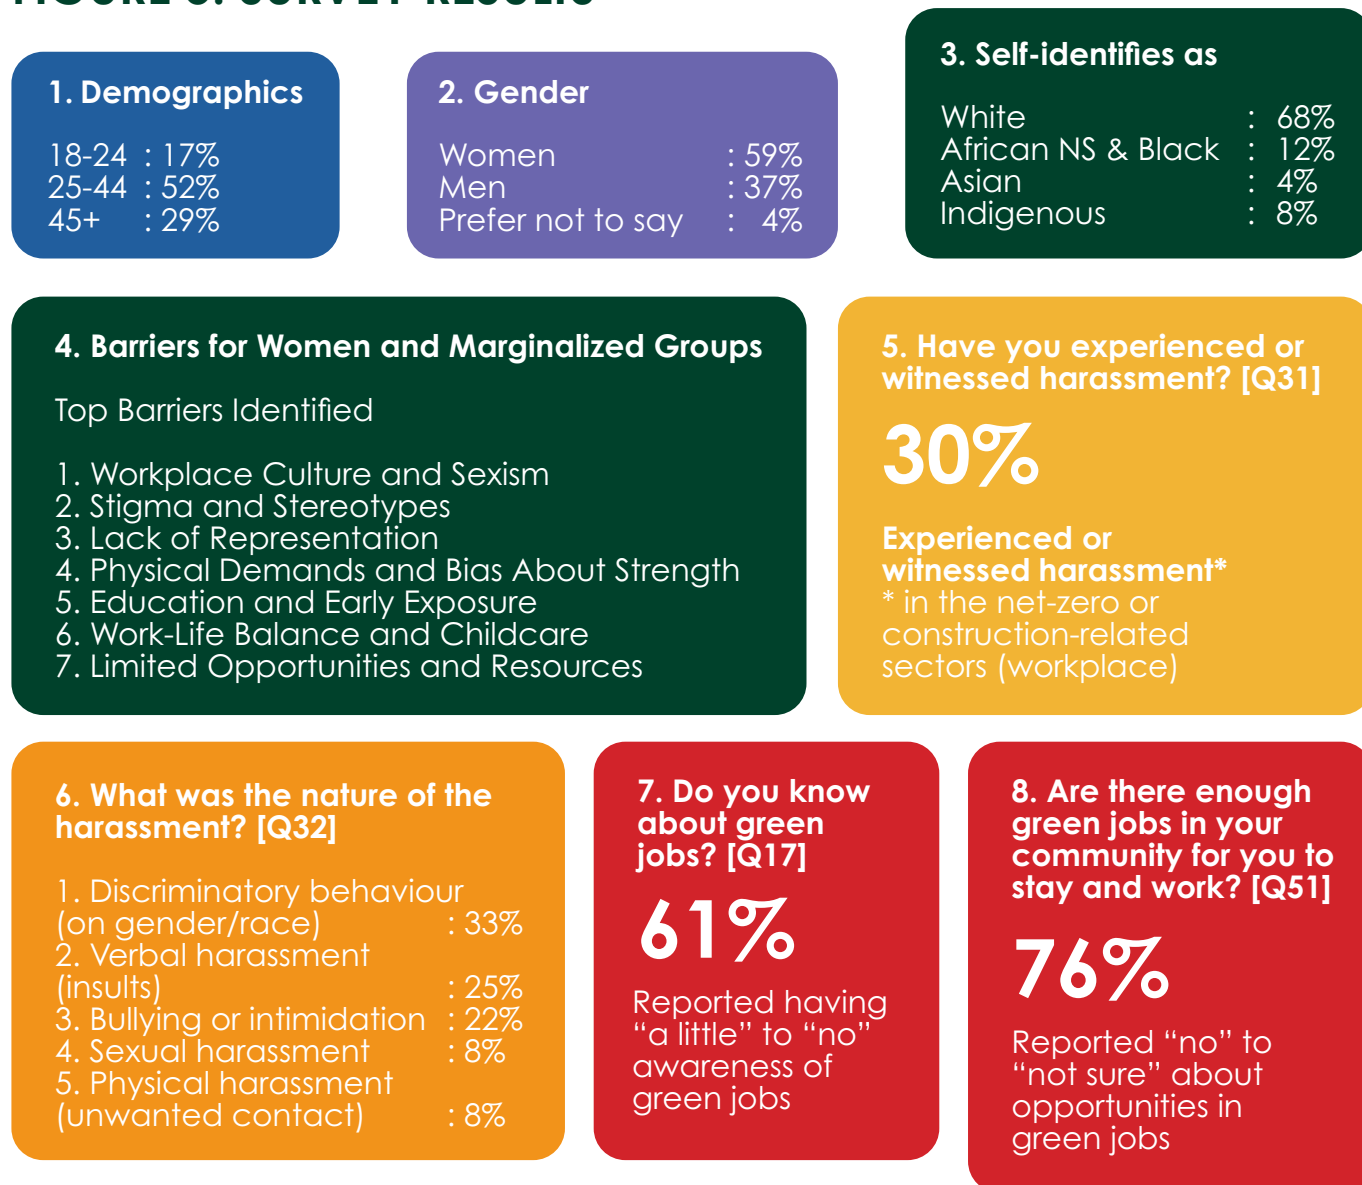 1. Demographics
18-24 : 17%
25-44 : 52%
45+ : 29%
2. Gender
Women : 59%
Men : 37%
Prefer not to say : 4%
3. Self-identifies as
White : 68%
African NS & Black : 12%
Asian : 4%
Indigenous : 8%
4. Barriers for Women and Marginalized Groups
Top Barriers Identified
1. Workplace Culture and Sexism
2. Stigma and Stereotypes
3. Lack of Representation
4. Physical Demands and Bias About Strength
5. Education and Early Exposure
6. Work-Life Balance and Childcare
7. Limited Opportunities and Resources
5. Have you experienced or
witnessed harassment? [Q31]
30%
Experienced or
witnessed harassment*
* in the net-zero or
construction-related
sectors (workplace)
6. What was the nature of the
harassment? [Q32]
1. Discriminatory behaviour
(on gender/race) : 33%
2. Verbal harassment
(insults) : 25%
3. Bullying or intimidation : 22%
4. Sexual harassment : 8%
5. Physical harassment
(unwanted contact) : 8%
7. Do you know
about green
jobs? [Q17]
61%
Reported having
“a little” to “no”
awareness of
green jobs
8. Are there enough
green jobs in your
community for you to
stay and work? [Q51]
76%
Reported “no” to
“not sure” about
opportunities in
green jobs